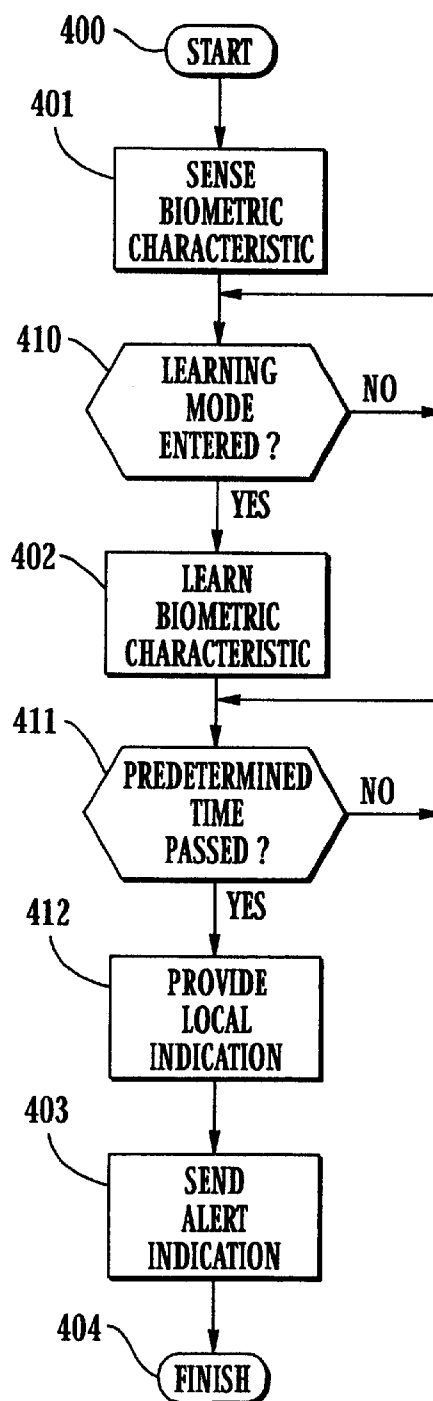 400
START
401
SENSE
BIOMETRIC
CHARACTERISTIC
410
LEARNING
MODE
ENTERED ?
NO
YES
402
LEARN
BIOMETRIC
CHARACTERISTIC
411
PREDETERMINED
TIME
PASSED ?
NO
YES
412
PROVIDE
LOCAL
INDICATION
403
SEND
ALERT
INDICATION
404
FINISH